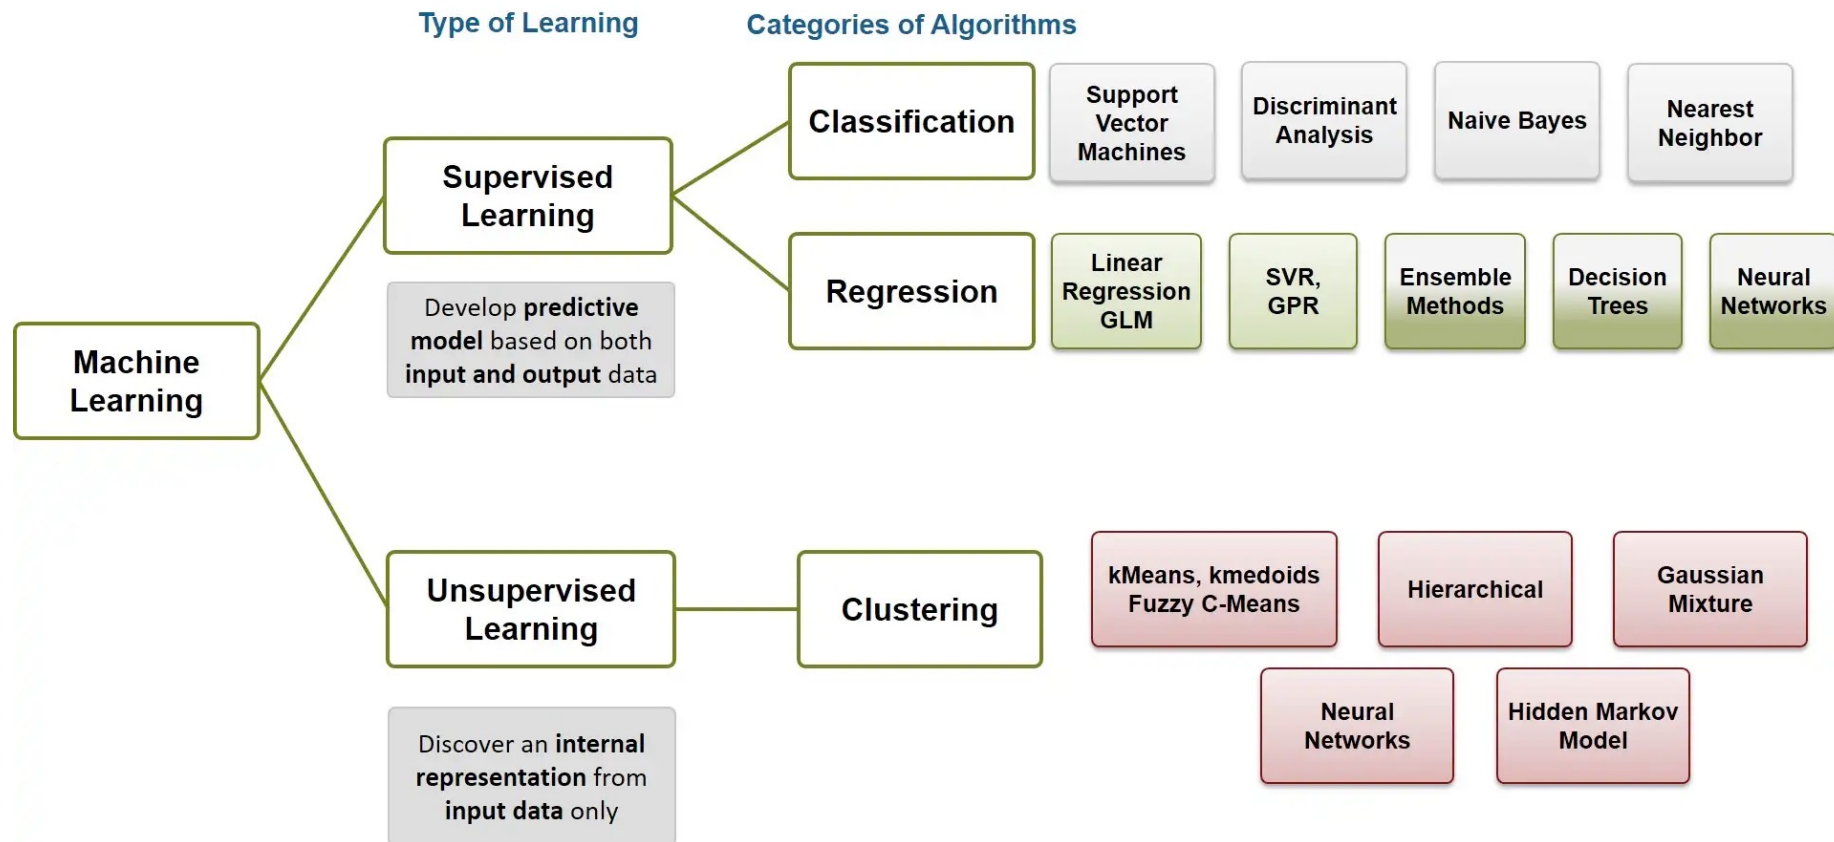 Type of Learning
Categories of Algorithms
Machine
Learning
Supervised
Learning
Develop predictive
model based on both
input and output data
Classification
Support
Vector
Machines
Discriminant
Analysis
Naive Bayes
Nearest
Neighbor
Regression
Linear
Regression
GLM
SVR,
GPR
Ensemble
Methods
Decision
Trees
Neural
Networks
Unsupervised
Learning
Discover an internal
representation from
input data only
Clustering
kMeans, kmedoids
Fuzzy C-Means
Hierarchical
Gaussian
Mixture
Neural
Networks
Hidden Markov
Model